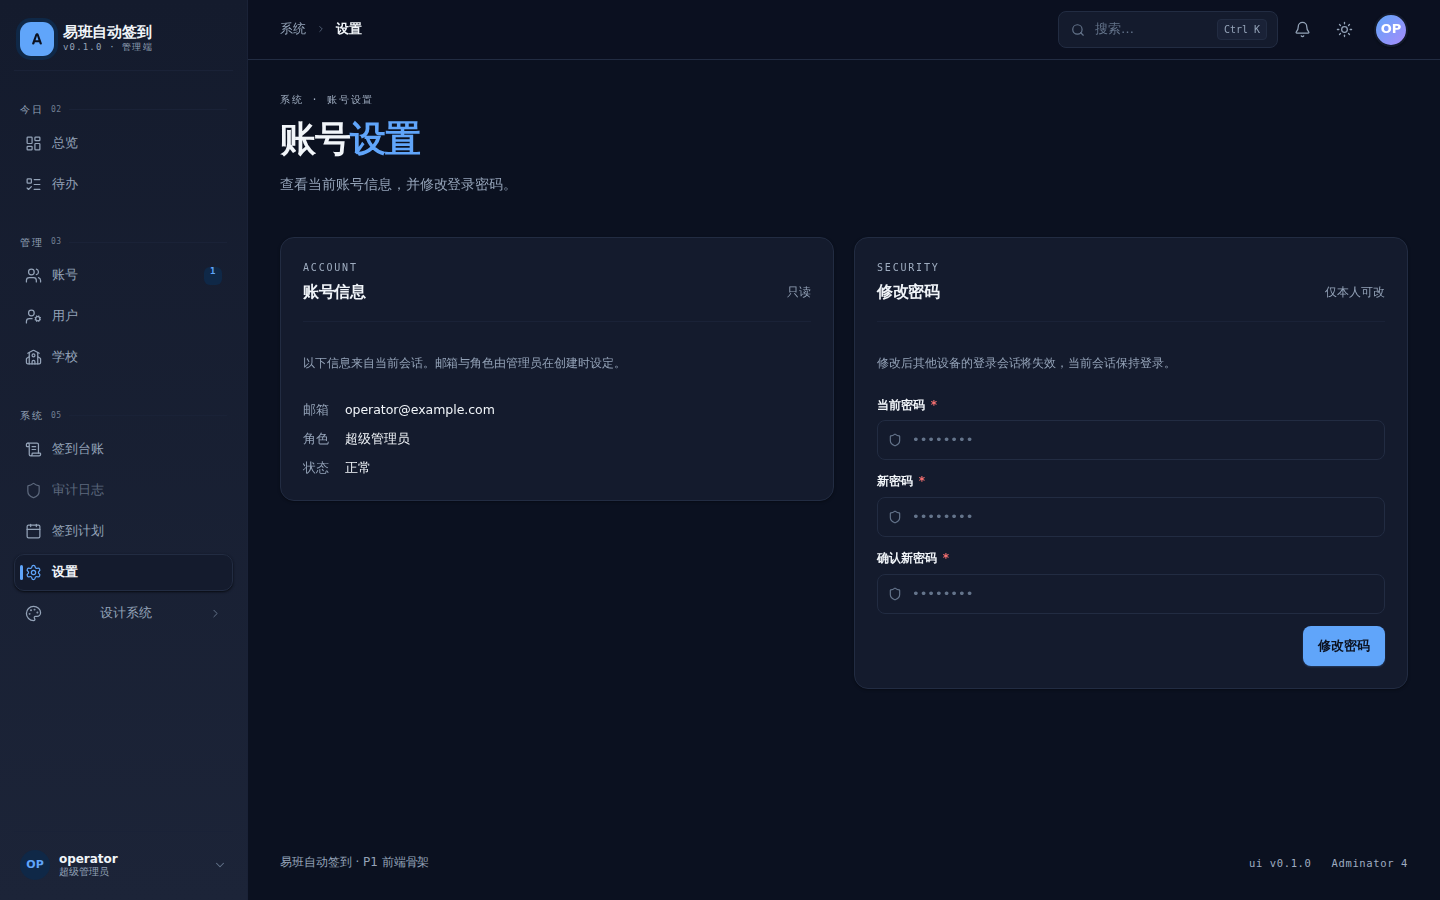 A
易班自动签到
v0.1.0 · 管理端
今日 02
总览
待办
管理 03
账号 1
用户
学校
系统 05
签到台账
审计日志
签到计划
设置
设计系统
OP
operator
超级管理员
系统 › 设置
搜索… Ctrl K
OP
系统 · 账号设置
账号设置
查看当前账号信息，并修改登录密码。
ACCOUNT
账号信息 只读
以下信息来自当前会话。邮箱与角色由管理员在创建时设定。
邮箱 operator@example.com
角色 超级管理员
状态 正常
SECURITY
修改密码 仅本人可改
修改后其他设备的登录会话将失效，当前会话保持登录。
当前密码 *
••••••••
新密码 *
••••••••
确认新密码 *
••••••••
修改密码
易班自动签到 · P1 前端骨架
ui v0.1.0 Adminator 4